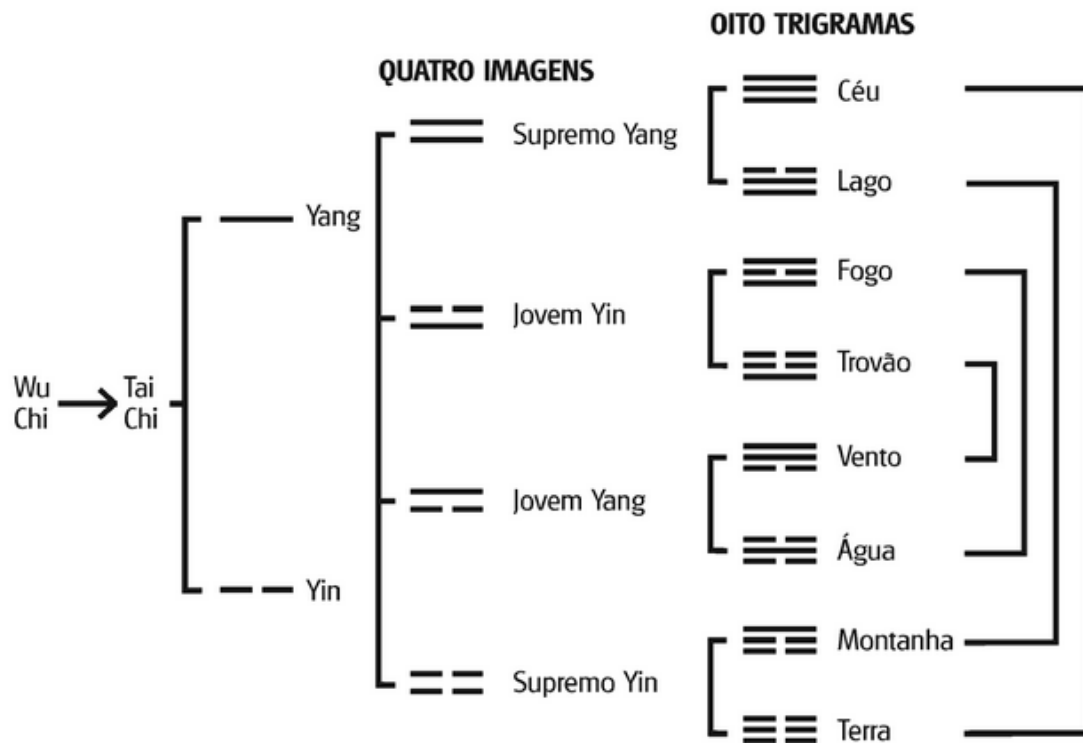 OITO TRIGRAMAS
QUATRO IMAGENS
Céu
Supremo Yang
Lago
Yang
Fogo
Jovem Yin
Trovão
Wu
Chi
Tai
Chi
Vento
Jovem Yang
Água
Yin
Montanha
Supremo Yin
Terra